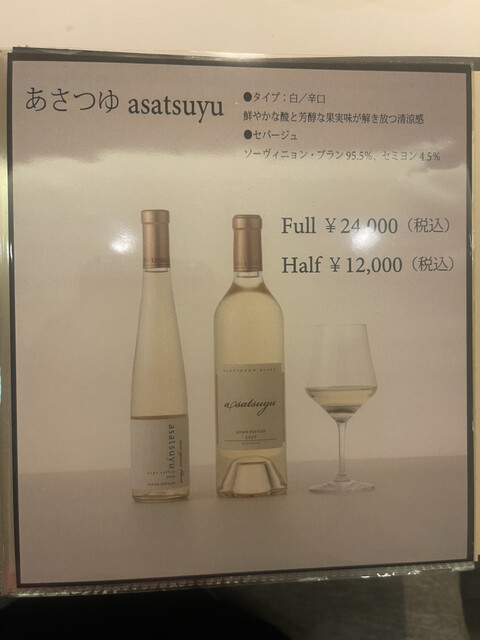 あさつゆ asatsuyu
●タイプ：白／辛口
鮮やかな酸と芳醇な果実味が解き放つ清涼感
●セパージュ
ソーヴィニョン・ブラン 95.5%、セミヨン 4.5%
Full ￥24,000（税込）
Half ￥12,000（税込）
asatsuyu
asatsuyu